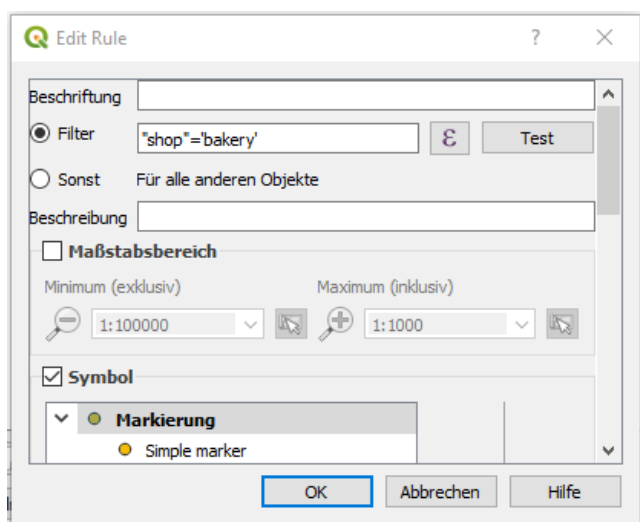 Edit Rule
Beschriftung
Filter "shop"='bakery' ε Test
Sonst Für alle anderen Objekte
Beschreibung
Maßstabsbereich
Minimum (exklusiv) Maximum (inklusiv)
1:100000 1:1000
Symbol
Markierung
Simple marker
OK Abbrechen Hilfe